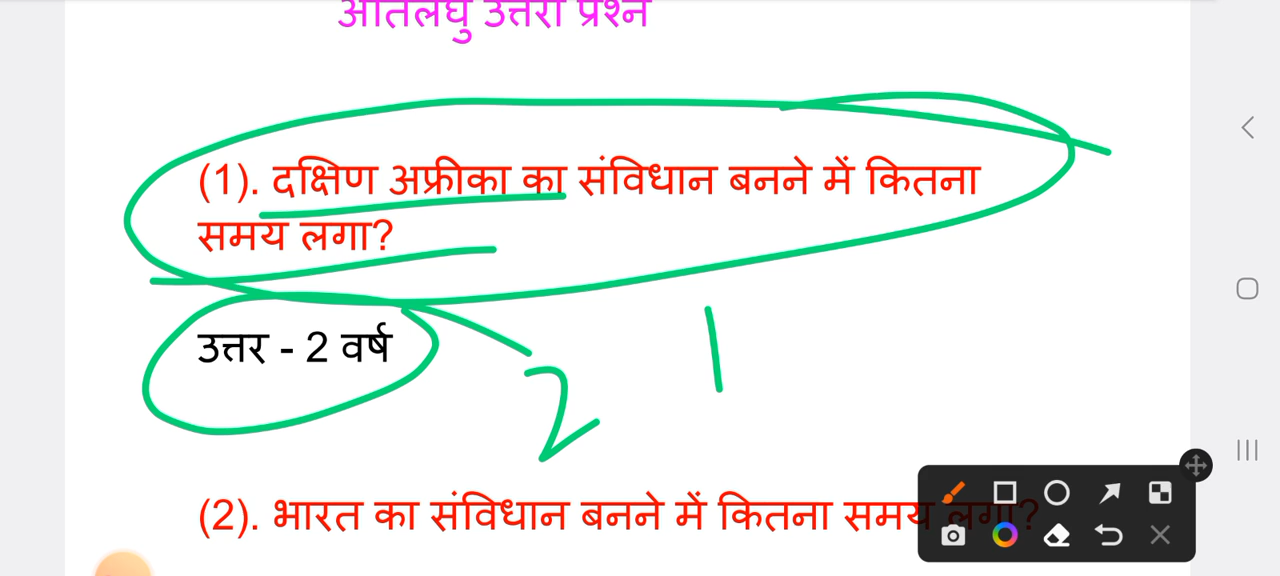 अतिलघु उत्तरी प्रश्न
(1). दक्षिण अफ्रीका का संविधान बनने में कितना
समय लगा?
उत्तर - 2 वर्ष
2 1
(2). भारत का संविधान बनने में कितना समय लगा?